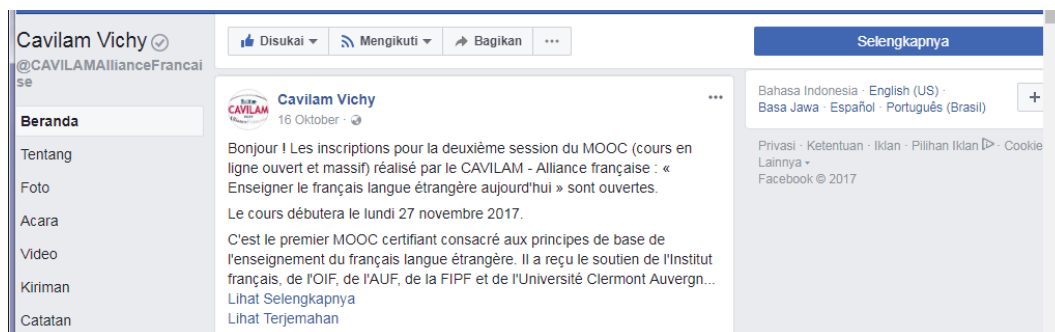 Cavilam Vichy
@CAVILAMAllianceFrancai
se
Beranda
Tentang
Foto
Acara
Video
Kiriman
Catatan
Disukai Mengikuti Bagikan ...
CAVILAM
Cavilam Vichy
16 Oktober ·
Bonjour ! Les inscriptions pour la deuxième session du MOOC (cours en
ligne ouvert et massif) réalisé par le CAVILAM - Alliance française : «
Enseigner le français langue étrangère aujourd'hui » sont ouvertes.
Le cours débutera le lundi 27 novembre 2017.
C'est le premier MOOC certifiant consacré aux principes de base de
l'enseignement du français langue étrangère. Il a reçu le soutien de l'Institut
français, de l'OIF, de l'AUF, de la FIPF et de l'Université Clermont Auvergn...
Lihat Selengkapnya
Lihat Terjemahan
Selengkapnya
Bahasa Indonesia · English (US) ·
Basa Jawa · Español · Português (Brasil)
+
Privasi · Ketentuan · Iklan · Pilihan Iklan · Cookie
Lainnya
Facebook © 2017